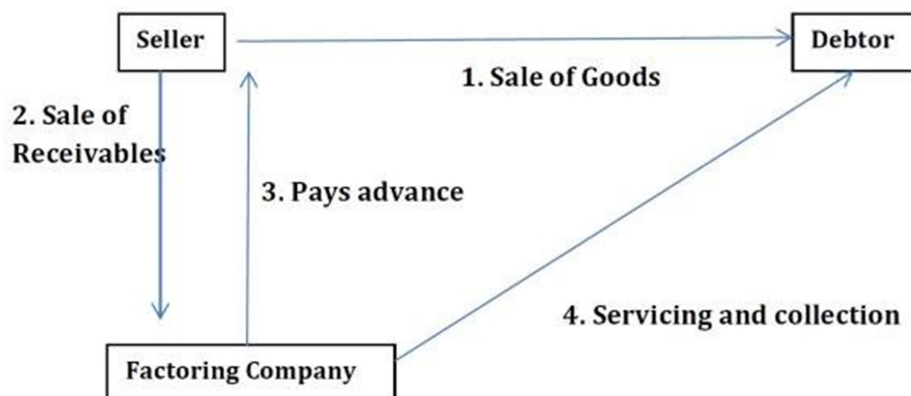 Seller
Debtor
1. Sale of Goods
2. Sale of
Receivables
3. Pays advance
4. Servicing and collection
Factoring Company